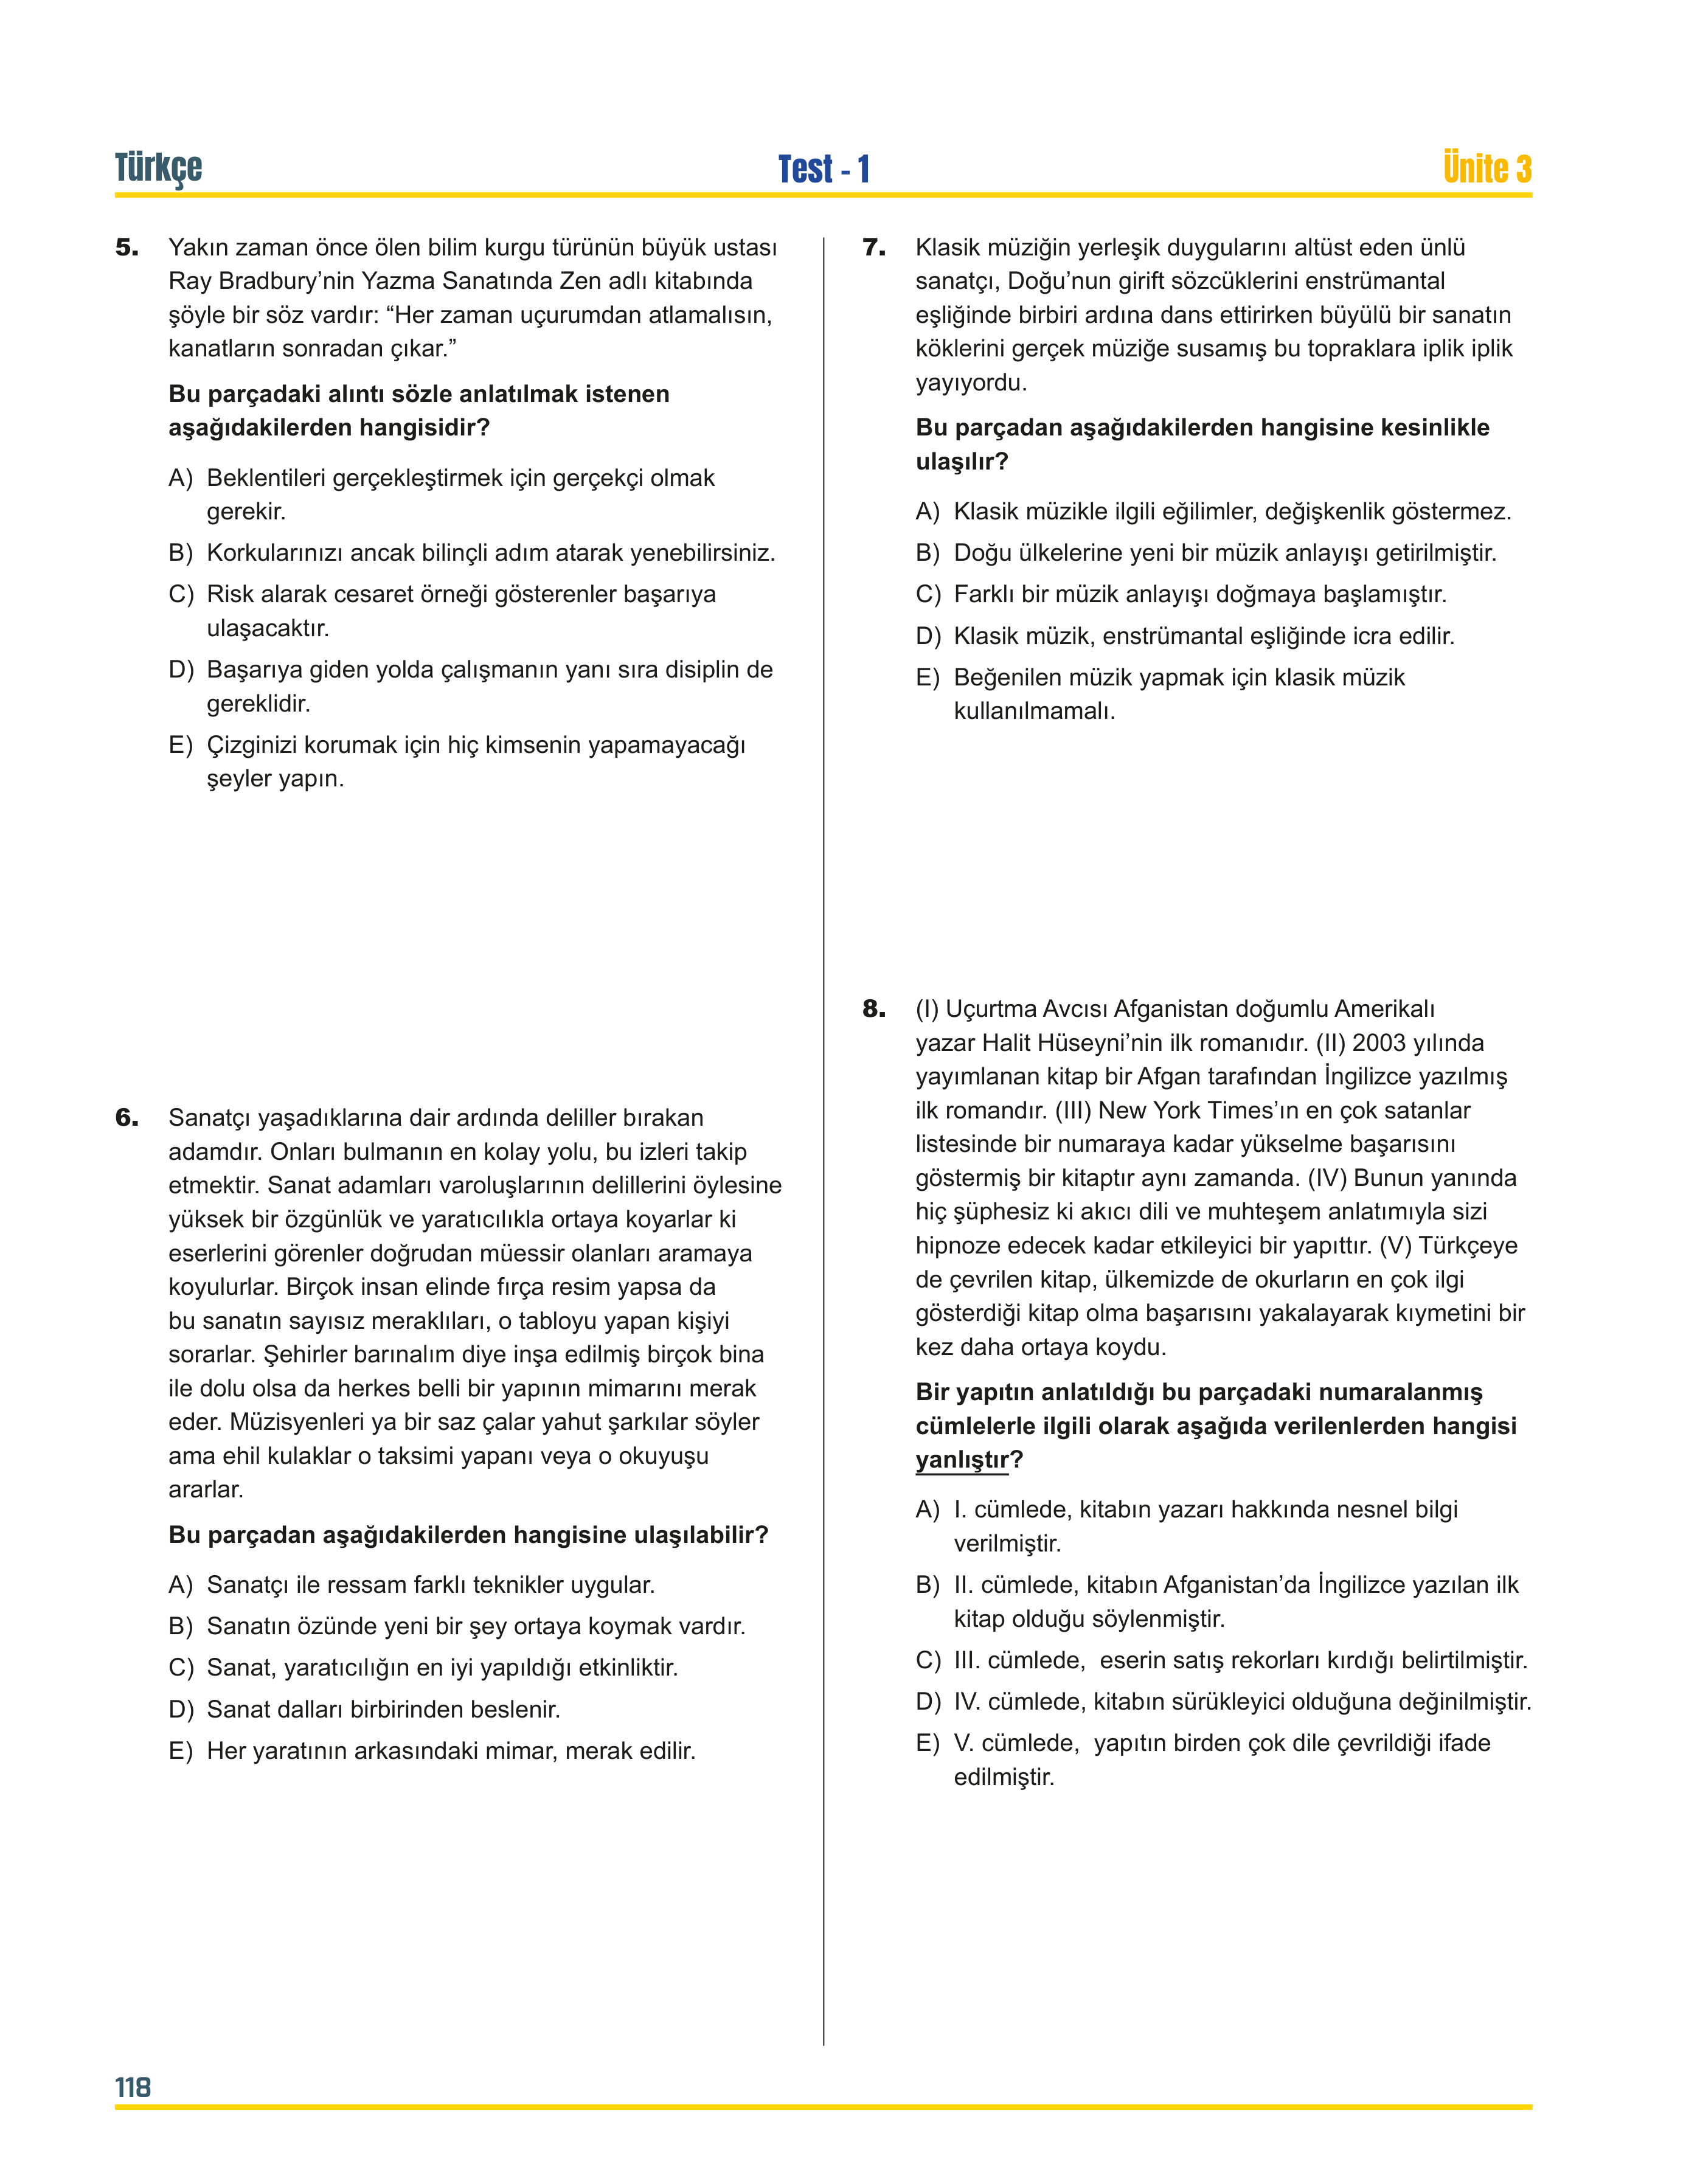 Türkçe
Test - 1
Ünite 3
5. Yakın zaman önce ölen bilim kurgu türünün büyük ustası
Ray Bradbury’nin Yazma Sanatında Zen adlı kitabında
şöyle bir söz vardır: “Her zaman uçurumdan atlamalısın,
kanatların sonradan çıkar.”
Bu parçadaki alıntı sözle anlatılmak istenen
aşağıdakilerden hangisidir?
A) Beklentileri gerçekleştirmek için gerçekçi olmak
gerekir.
B) Korkularınızı ancak bilinçli adım atarak yenebilirsiniz.
C) Risk alarak cesaret örneği gösterenler başarıya
ulaşacaktır.
D) Başarıya giden yolda çalışmanın yanı sıra disiplin de
gereklidir.
E) Çizginizi korumak için hiç kimsenin yapamayacağı
şeyler yapın.
6. Sanatçı yaşadıklarına dair ardında deliller bırakan
adamdır. Onları bulmanın en kolay yolu, bu izleri takip
etmektir. Sanat adamları varoluşlarının delillerini öylesine
yüksek bir özgünlük ve yaratıcılıkla ortaya koyarlar ki
eserlerini görenler doğrudan müessir olanları aramaya
koyulurlar. Birçok insan elinde fırça resim yapsa da
bu sanatın sayısız meraklıları, o tabloyu yapan kişiyi
sorarlar. Şehirler barınalım diye inşa edilmiş birçok bina
ile dolu olsa da herkes belli bir yapının mimarını merak
eder. Müzisyenleri ya bir saz çalar yahut şarkılar söyler
ama ehil kulaklar o taksimi yapanı veya o okuyuşu
ararlar.
Bu parçadan aşağıdakilerden hangisine ulaşılabilir?
A) Sanatçı ile ressam farklı teknikler uygular.
B) Sanatın özünde yeni bir şey ortaya koymak vardır.
C) Sanat, yaratıcılığın en iyi yapıldığı etkinliktir.
D) Sanat dalları birbirinden beslenir.
E) Her yaratının arkasındaki mimar, merak edilir.
7. Klasik müziğin yerleşik duygularını altüst eden ünlü
sanatçı, Doğu’nun girift sözcüklerini enstrümantal
eşliğinde birbiri ardına dans ettirirken büyülü bir sanatın
köklerini gerçek müziğe susamış bu topraklara iplik iplik
yayıyordu.
Bu parçadan aşağıdakilerden hangisine kesinlikle
ulaşılır?
A) Klasik müzikle ilgili eğilimler, değişkenlik göstermez.
B) Doğu ülkelerine yeni bir müzik anlayışı getirilmiştir.
C) Farklı bir müzik anlayışı doğmaya başlamıştır.
D) Klasik müzik, enstrümantal eşliğinde icra edilir.
E) Beğenilen müzik yapmak için klasik müzik
kullanılmamalı.
8. (I) Uçurtma Avcısı Afganistan doğumlu Amerikalı
yazar Halit Hüseyni’nin ilk romanıdır. (II) 2003 yılında
yayımlanan kitap bir Afgan tarafından İngilizce yazılmış
ilk romandır. (III) New York Times’ın en çok satanlar
listesinde bir numaraya kadar yükselme başarısını
göstermiş bir kitaptır aynı zamanda. (IV) Bunun yanında
hiç şüphesiz ki akıcı dili ve muhteşem anlatımıyla sizi
hipnoze edecek kadar etkileyici bir yapıttır. (V) Türkçeye
de çevrilen kitap, ülkemizde de okurların en çok ilgi
gösterdiği kitap olma başarısını yakalayarak kıymetini bir
kez daha ortaya koydu.
Bir yapıtın anlatıldığı bu parçadaki numaralanmış
cümlelerle ilgili olarak aşağıda verilenlerden hangisi
yanlıştır?
A) I. cümlede, kitabın yazarı hakkında nesnel bilgi
verilmiştir.
B) II. cümlede, kitabın Afganistan’da İngilizce yazılan ilk
kitap olduğu söylenmiştir.
C) III. cümlede, eserin satış rekorları kırdığı belirtilmiştir.
D) IV. cümlede, kitabın sürükleyici olduğuna değinilmiştir.
E) V. cümlede, yapıtın birden çok dile çevrildiği ifade
edilmiştir.
118